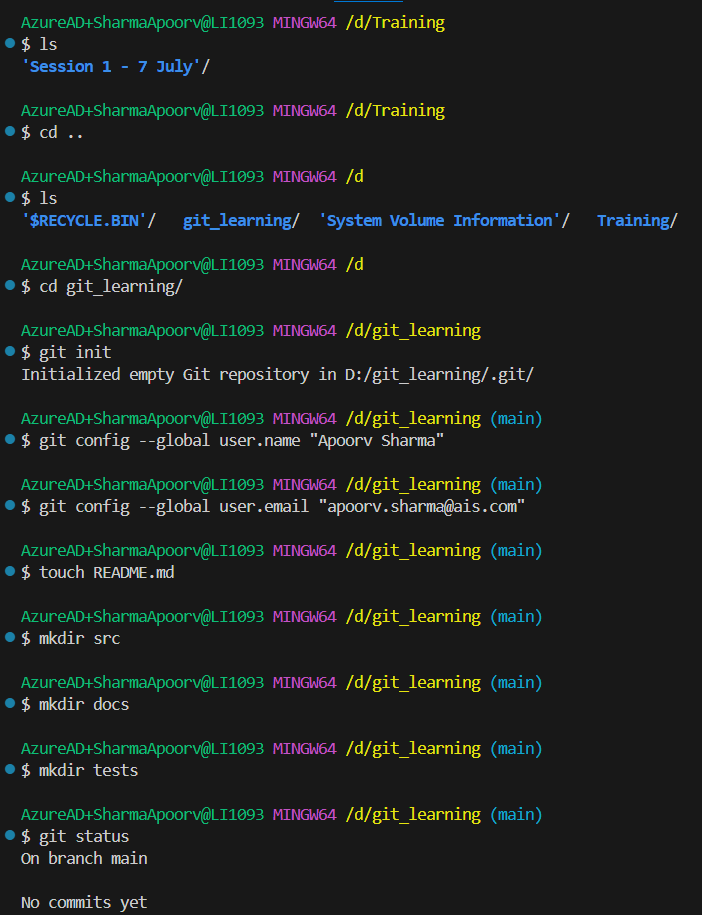 AzureAD+SharmaApoorv@LI1093 MINGW64 /d/Training
$ ls
'Session 1 - 7 July'/
AzureAD+SharmaApoorv@LI1093 MINGW64 /d/Training
$ cd ..
AzureAD+SharmaApoorv@LI1093 MINGW64 /d
$ ls
'$RECYCLE.BIN'/   git_learning/  'System Volume Information'/   Training/
AzureAD+SharmaApoorv@LI1093 MINGW64 /d
$ cd git_learning/
AzureAD+SharmaApoorv@LI1093 MINGW64 /d/git_learning
$ git init
Initialized empty Git repository in D:/git_learning/.git/
AzureAD+SharmaApoorv@LI1093 MINGW64 /d/git_learning (main)
$ git config --global user.name "Apoorv Sharma"
AzureAD+SharmaApoorv@LI1093 MINGW64 /d/git_learning (main)
$ git config --global user.email "apoorv.sharma@ais.com"
AzureAD+SharmaApoorv@LI1093 MINGW64 /d/git_learning (main)
$ touch README.md
AzureAD+SharmaApoorv@LI1093 MINGW64 /d/git_learning (main)
$ mkdir src
AzureAD+SharmaApoorv@LI1093 MINGW64 /d/git_learning (main)
$ mkdir docs
AzureAD+SharmaApoorv@LI1093 MINGW64 /d/git_learning (main)
$ mkdir tests
AzureAD+SharmaApoorv@LI1093 MINGW64 /d/git_learning (main)
$ git status
On branch main
No commits yet